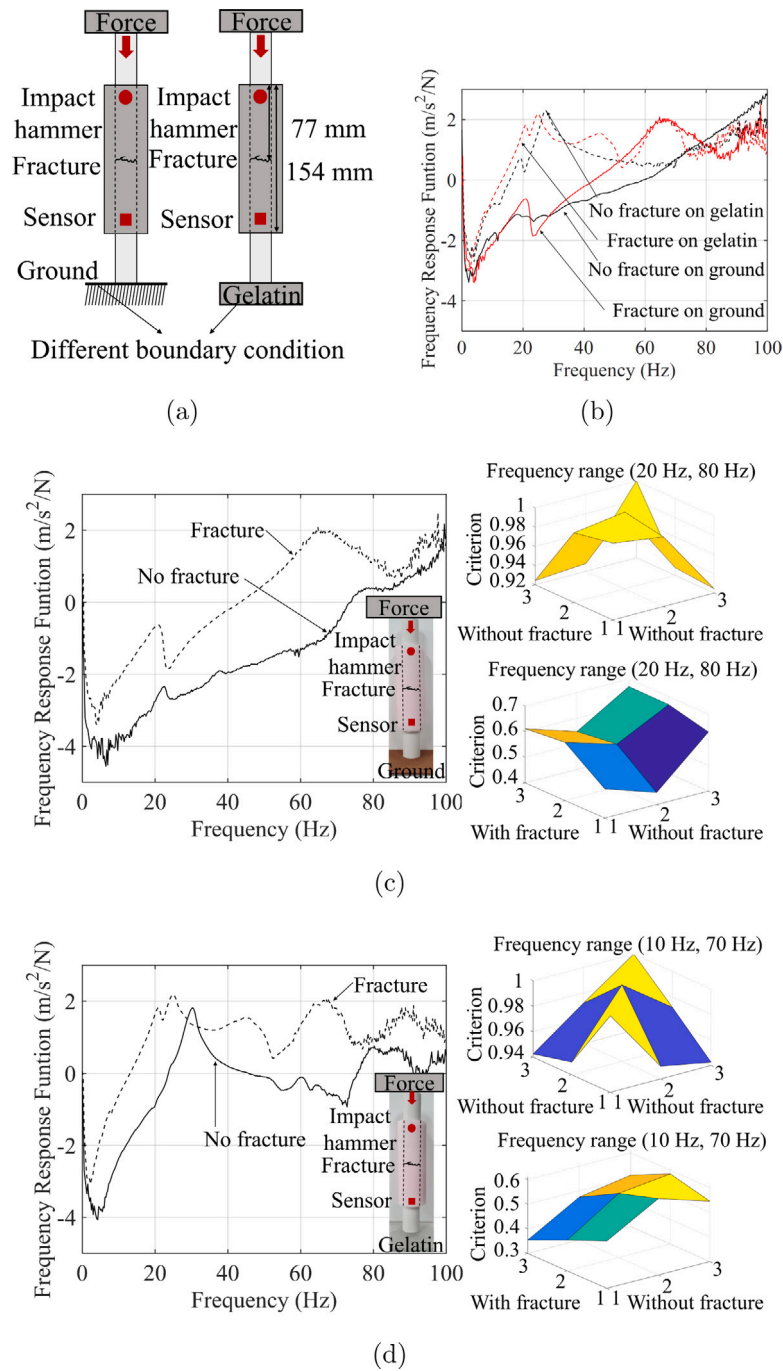 Force Force
Impact Impact
hammer hammer 77 mm
Fracture Fracture 154 mm
Sensor Sensor
Ground Gelatin
Different boundary condition
(a)
Frequency Response Funtion (m/s²/N)
2
0
-2
-4
No fracture on gelatin
Fracture on gelatin
No fracture on ground
Fracture on ground
0 20 40 60 80 100
Frequency (Hz)
(b)
Frequency Response Funtion (m/s²/N)
2
0
-2
-4
Fracture
No fracture
Force
Impact
hammer
Fracture
Sensor
Ground
0 20 40 60 80 100
Frequency (Hz)
Frequency range (20 Hz, 80 Hz)
Criterion
1
0.98
0.96
0.94
0.92
3 2 1 1 2 3
Without fracture Without fracture
Frequency range (20 Hz, 80 Hz)
Criterion
0.7
0.6
0.5
0.4
3 2 1 1 2 3
With fracture Without fracture
(c)
Frequency Response Funtion (m/s²/N)
2
0
-2
-4
Fracture
No fracture
Force
Impact
hammer
Fracture
Sensor
Gelatin
0 20 40 60 80 100
Frequency (Hz)
Frequency range (10 Hz, 70 Hz)
Criterion
1
0.98
0.96
0.94
3 2 1 1 2 3
Without fracture Without fracture
Frequency range (10 Hz, 70 Hz)
Criterion
0.6
0.5
0.4
0.3
3 2 1 1 2 3
With fracture Without fracture
(d)